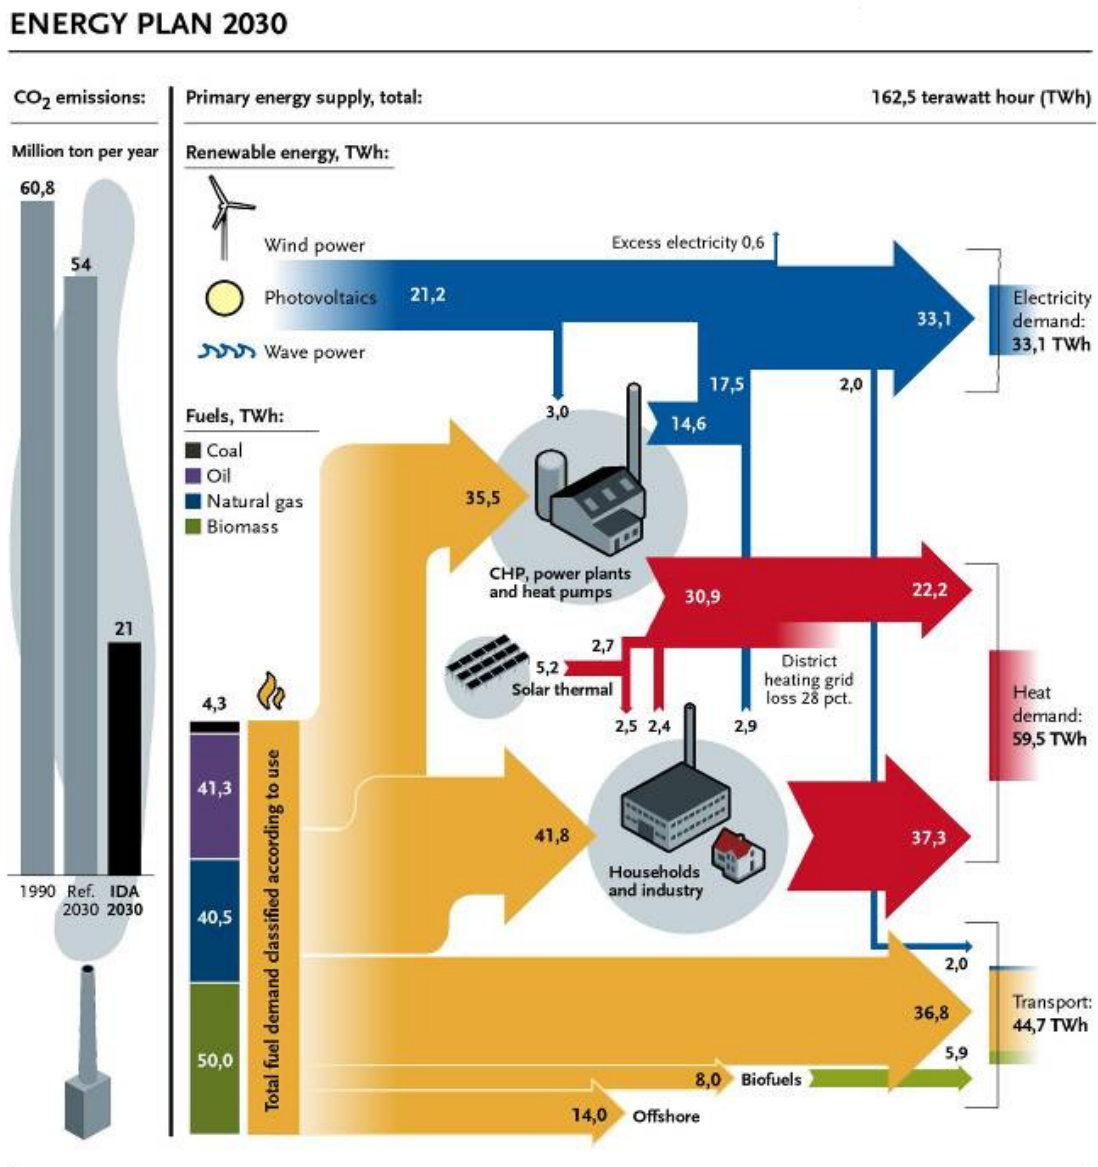 ENERGY PLAN 2030
CO2 emissions:
Million ton per year
60,8
54
21
1990
Ref.
2030
IDA
2030
Primary energy supply, total:
162,5 terawatt hour (TWh)
Renewable energy, TWh:
Wind power
Photovoltaics
Wave power
21,2
Excess electricity 0,6
33,1
Electricity
demand:
33,1 TWh
3,0
17,5
14,6
2,0
Fuels, TWh:
Coal
Oil
Natural gas
Biomass
35,5
CHP, power plants
and heat pumps
30,9
22,2
2,7
5,2
Solar thermal
2,5
2,4
2,9
District
heating grid
loss 28 pct.
Heat
demand:
59,5 TWh
4,3
41,3
40,5
50,0
Total fuel demand classified according to use
41,8
Households
and industry
37,3
2,0
36,8
5,9
Transport:
44,7 TWh
8,0
Biofuels
14,0
Offshore